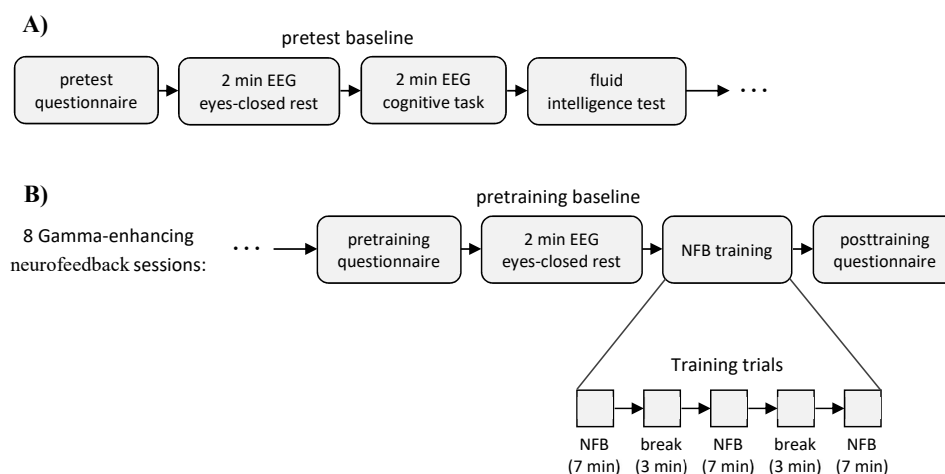 A)
pretest baseline
pretest
questionnaire
2 min EEG
eyes-closed rest
2 min EEG
cognitive task
fluid
intelligence test
...
B)
pretraining baseline
8 Gamma-enhancing
neurofeedback sessions:
...
pretraining
questionnaire
2 min EEG
eyes-closed rest
NFB training
posttraining
questionnaire
Training trials
NFB
(7 min)
break
(3 min)
NFB
(7 min)
break
(3 min)
NFB
(7 min)